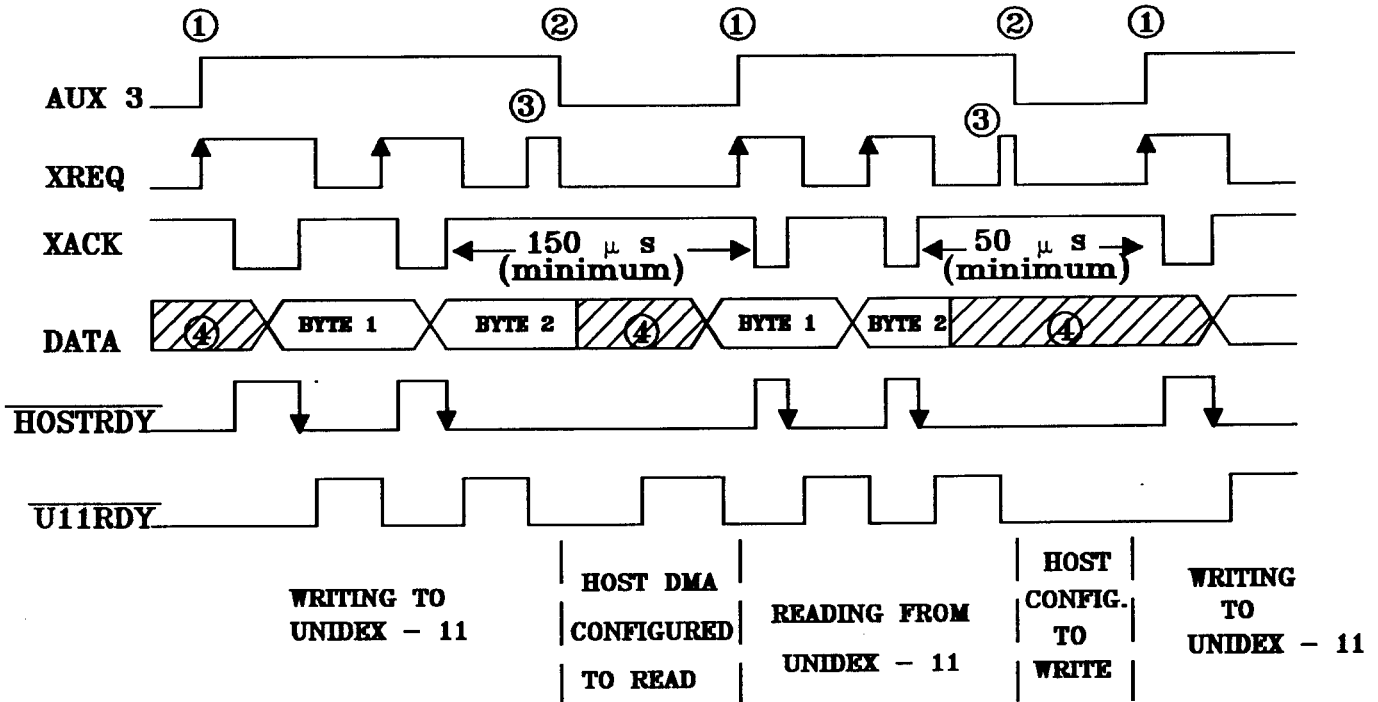 ① ② ① ② ①
AUX 3 ③ ③
XREQ
XACK 150 μ s (minimum) 50 μ s (minimum)
DATA ④ BYTE 1 BYTE 2 ④ BYTE 1 BYTE 2 ④
HOSTRDY
U11RDY
WRITING TO
UNIDEX - 11
HOST DMA
CONFIGURED
TO READ
READING FROM
UNIDEX - 11
HOST
CONFIG.
TO
WRITE
WRITING
TO
UNIDEX - 11